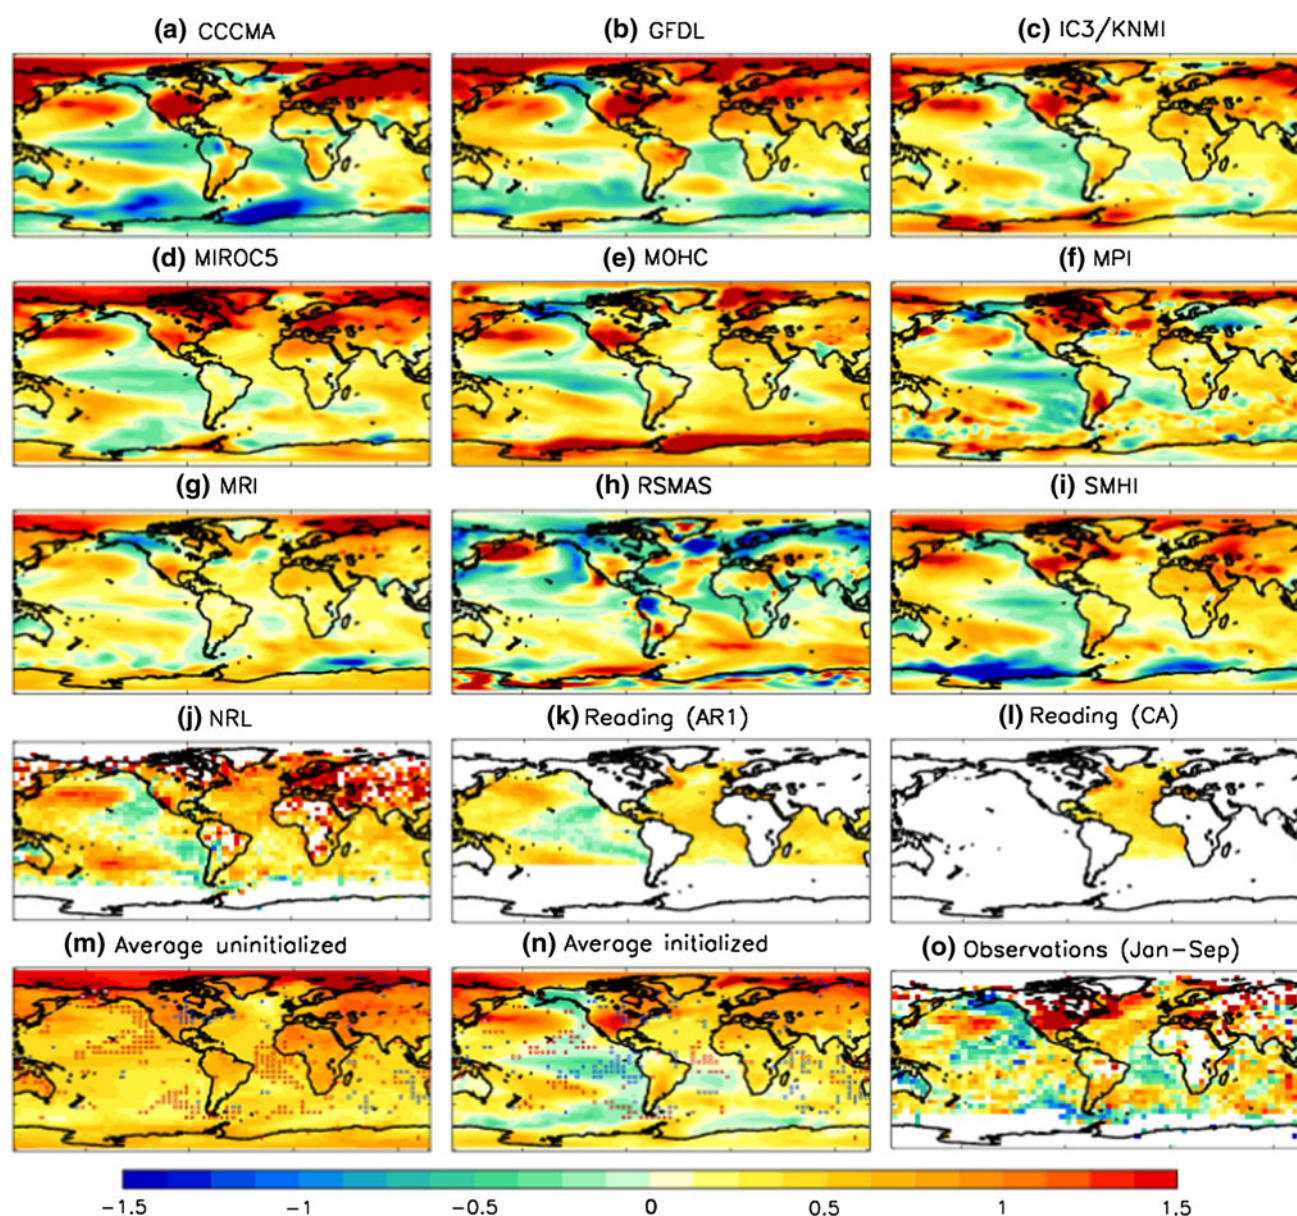 (a) CCCMA
(b) GFDL
(c) IC3/KNMI
(d) MIROC5
(e) MOHC
(f) MPI
(g) MRI
(h) RSMAS
(i) SMHI
(j) NRL
(k) Reading (AR1)
(l) Reading (CA)
(m) Average uninitialized
(n) Average initialized
(o) Observations (Jan-Sep)
-1.5 -1 -0.5 0 0.5 1 1.5